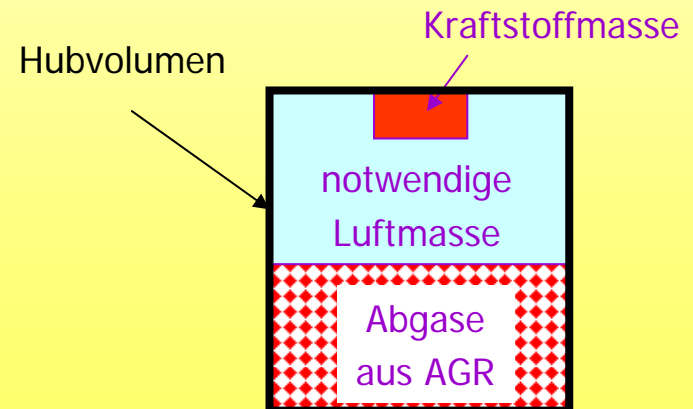 Kraftstoffmasse
Hubvolumen
notwendige
Luftmasse
Abgase
aus AGR